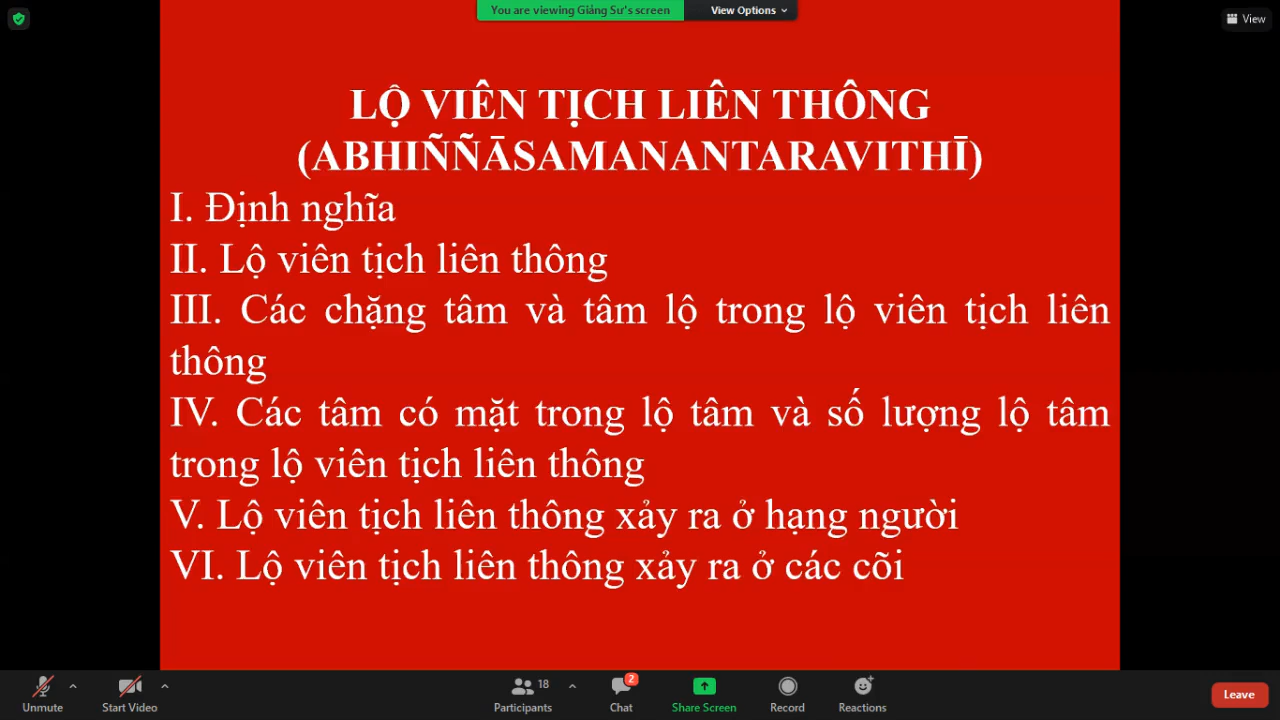 You are viewing Giảng Sư's screen
View Options
View
LỘ VIÊN TỊCH LIÊN THÔNG
(ABHIÑÑĀSAMANANTARAVITHĪ)
I. Định nghĩa
II. Lộ viên tịch liên thông
III. Các chặng tâm và tâm lộ trong lộ viên tịch liên
thông
IV. Các tâm có mặt trong lộ tâm và số lượng lộ tâm
trong lộ viên tịch liên thông
V. Lộ viên tịch liên thông xảy ra ở hạng người
VI. Lộ viên tịch liên thông xảy ra ở các cõi
Unmute
Start Video
18
Participants
2
Chat
Share Screen
Record
Reactions
Leave